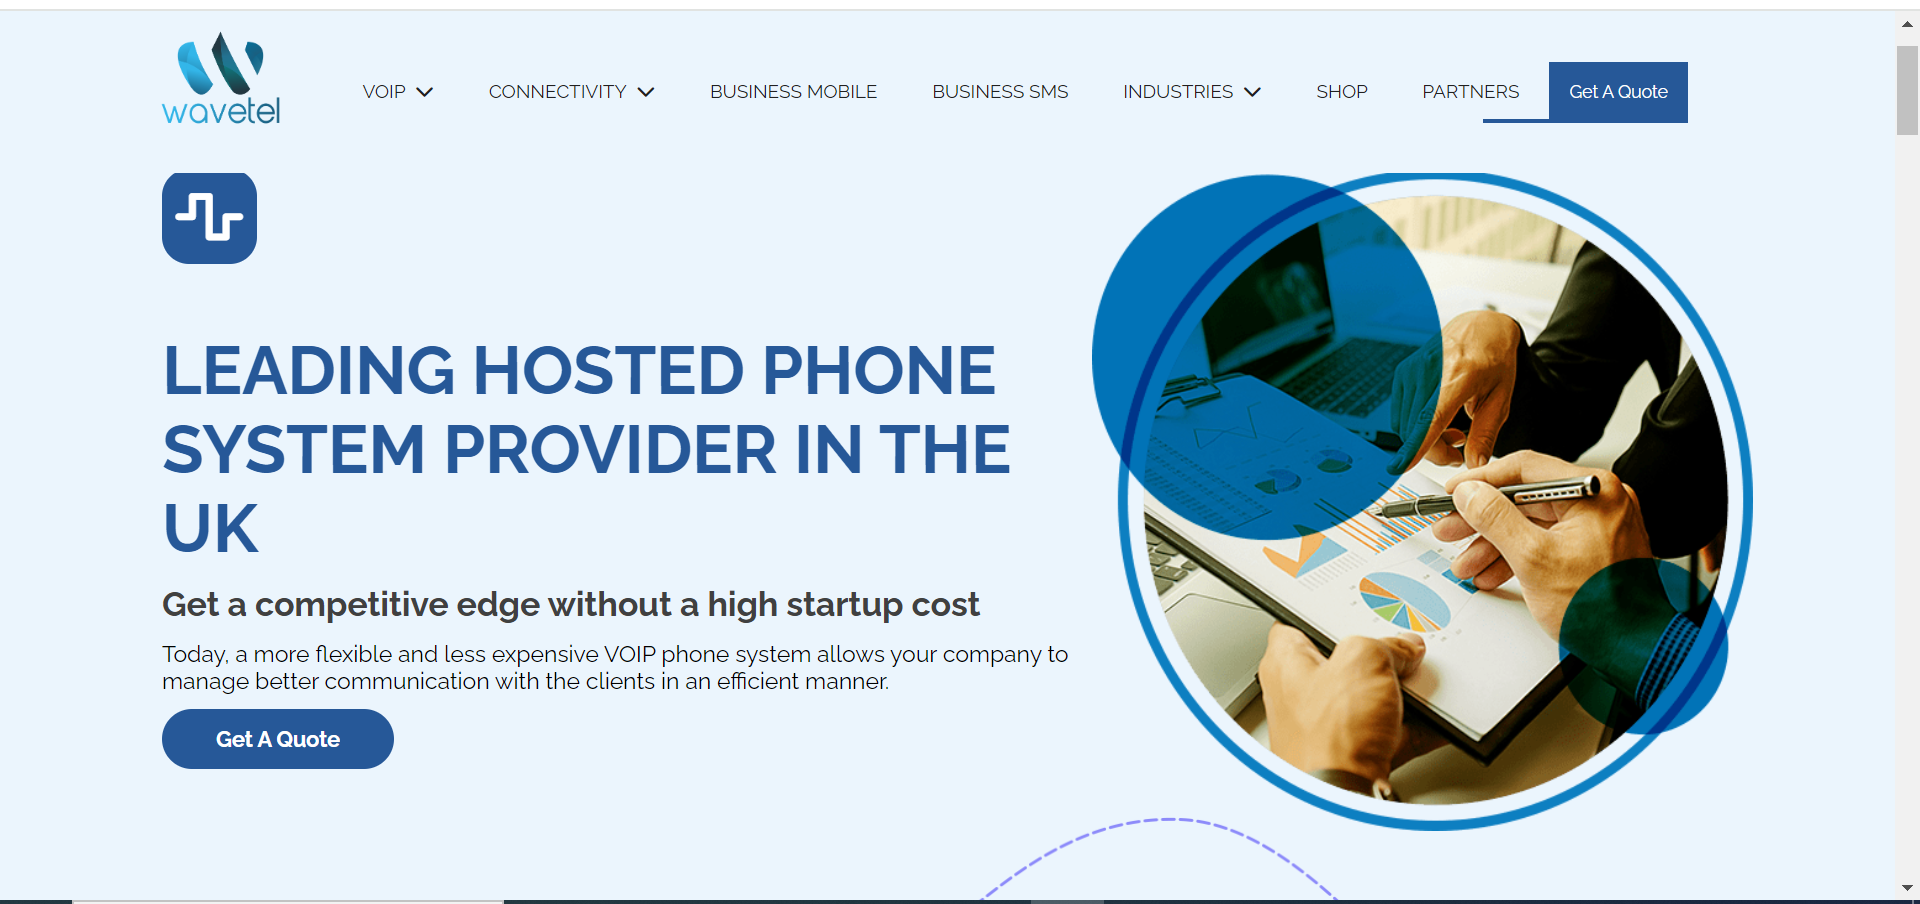 wavetel
VOIP
CONNECTIVITY
BUSINESS MOBILE
BUSINESS SMS
INDUSTRIES
SHOP
PARTNERS
Get A Quote
LEADING HOSTED PHONE
SYSTEM PROVIDER IN THE
UK
Get a competitive edge without a high startup cost
Today, a more flexible and less expensive VOIP phone system allows your company to
manage better communication with the clients in an efficient manner.
Get A Quote